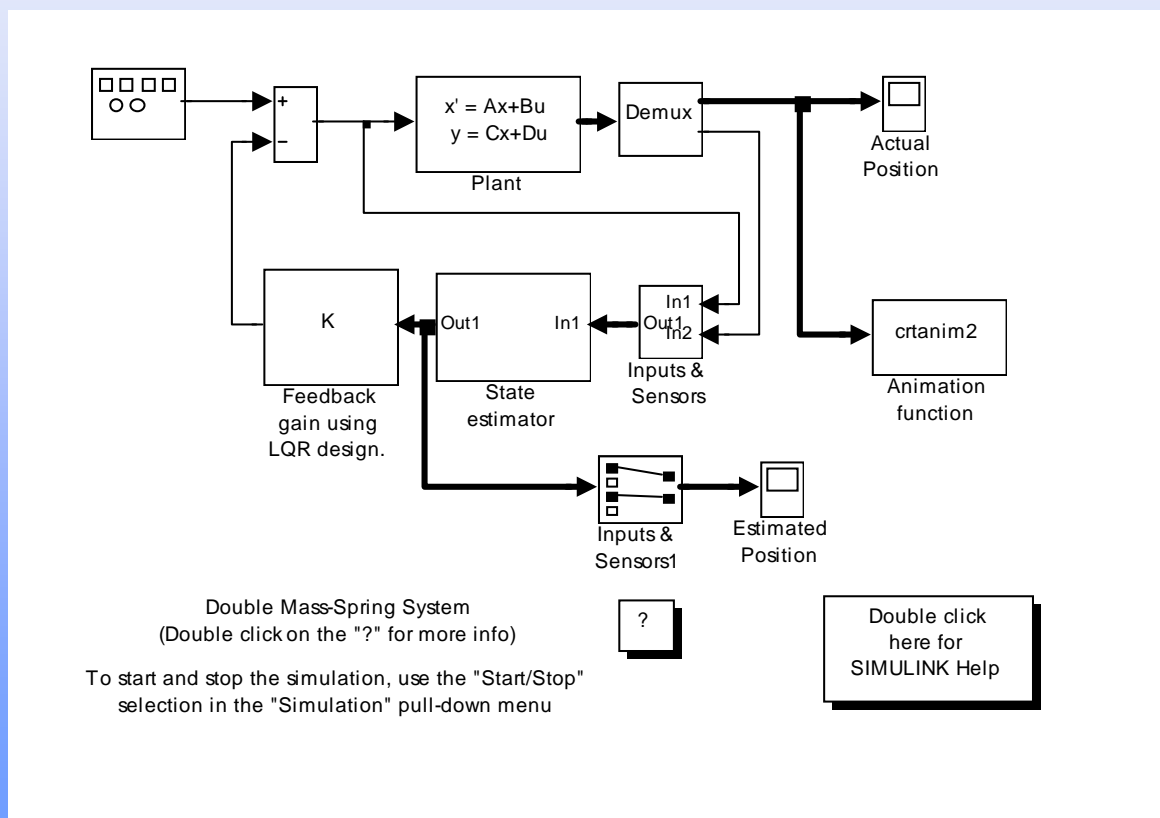 +
−
x' = Ax+Bu
y = Cx+Du
Plant
Demux
Actual
Position
K
Feedback
gain using
LQR design.
Out1
In1
State
estimator
In1
Out1
In2
Inputs &
Sensors
crtanim2
Animation
function
Inputs &
Sensors1
Estimated
Position
Double Mass-Spring System
(Double click on the "?" for more info)
To start and stop the simulation, use the "Start/Stop"
selection in the "Simulation" pull-down menu
?
Double click
here for
SIMULINK Help